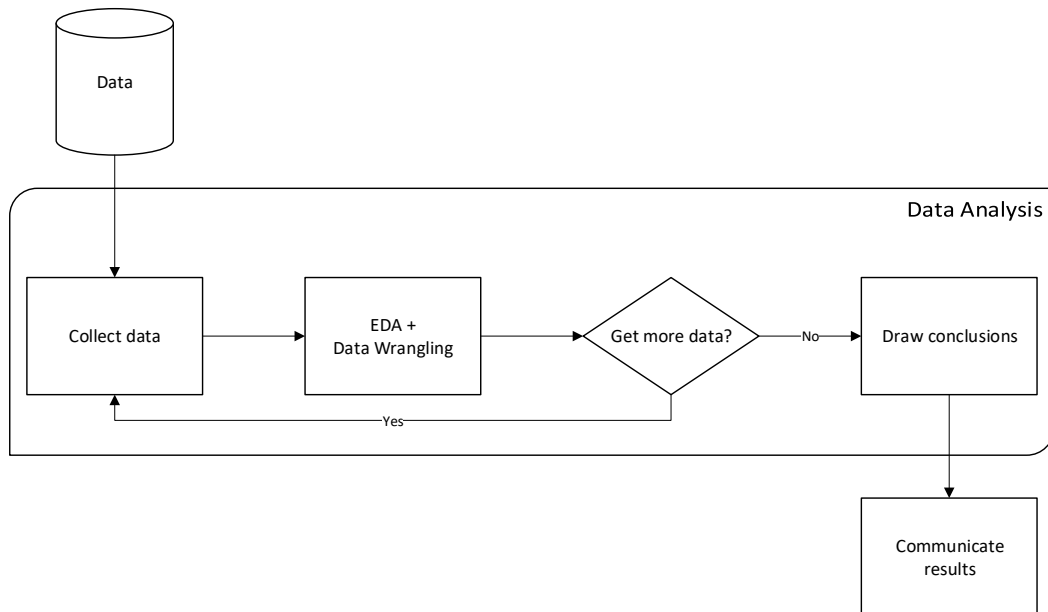 Data
Data Analysis
Collect data
EDA +
Data Wrangling
Get more data?
No
Draw conclusions
Yes
Communicate
results